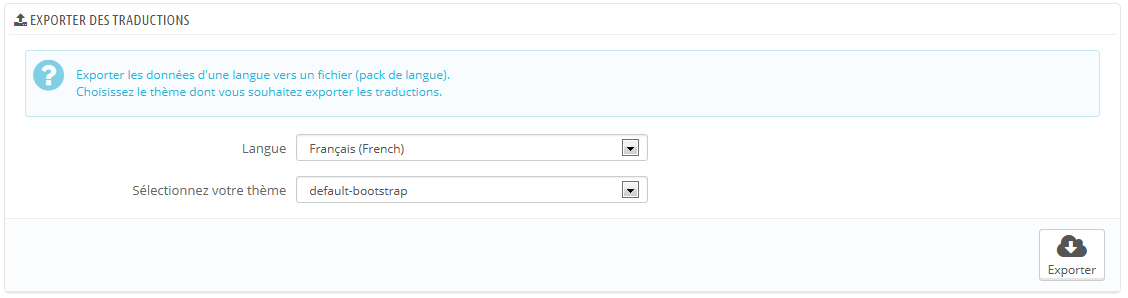 EXPORTER DES TRADUCTIONS
Exporter les données d'une langue vers un fichier (pack de langue).
Choisissez le thème dont vous souhaitez exporter les traductions.
Langue Français (French)
Sélectionnez votre thème default-bootstrap
Exporter